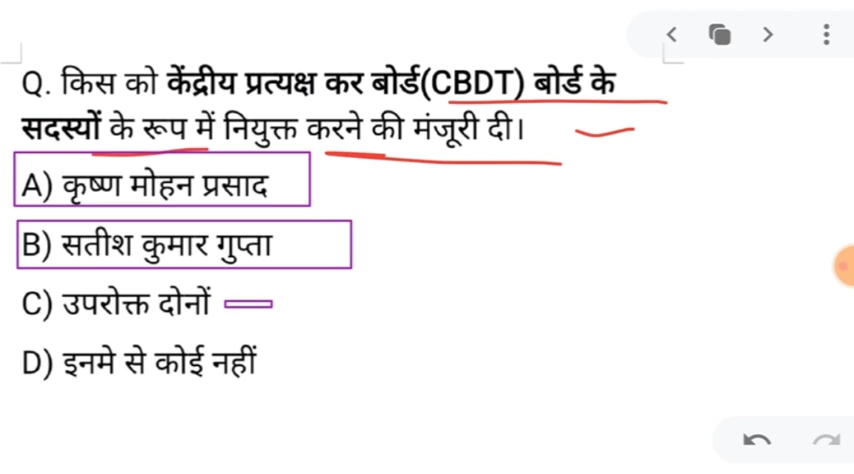 Q. किस को केंद्रीय प्रत्यक्ष कर बोर्ड(CBDT) बोर्ड के
सदस्यों के रूप में नियुक्त करने की मंजूरी दी।
A) कृष्ण मोहन प्रसाद
B) सतीश कुमार गुप्ता
C) उपरोक्त दोनों
D) इनमे से कोई नहीं